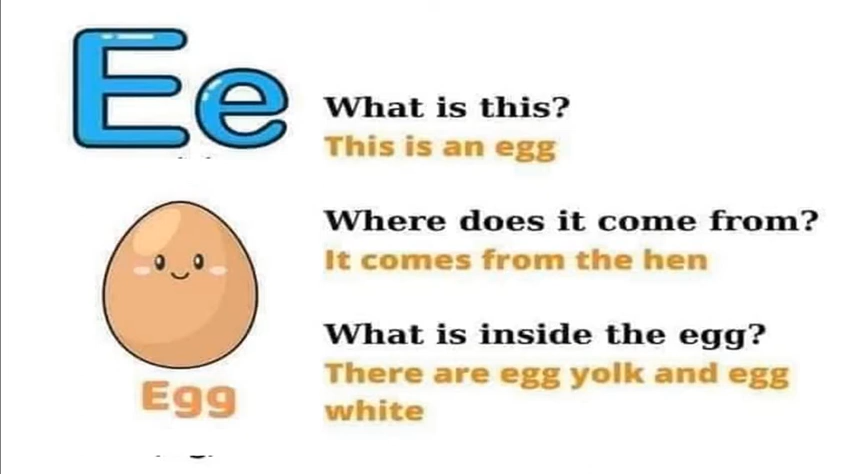 Ee
What is this?
This is an egg
Where does it come from?
It comes from the hen
What is inside the egg?
There are egg yolk and egg
white
Egg